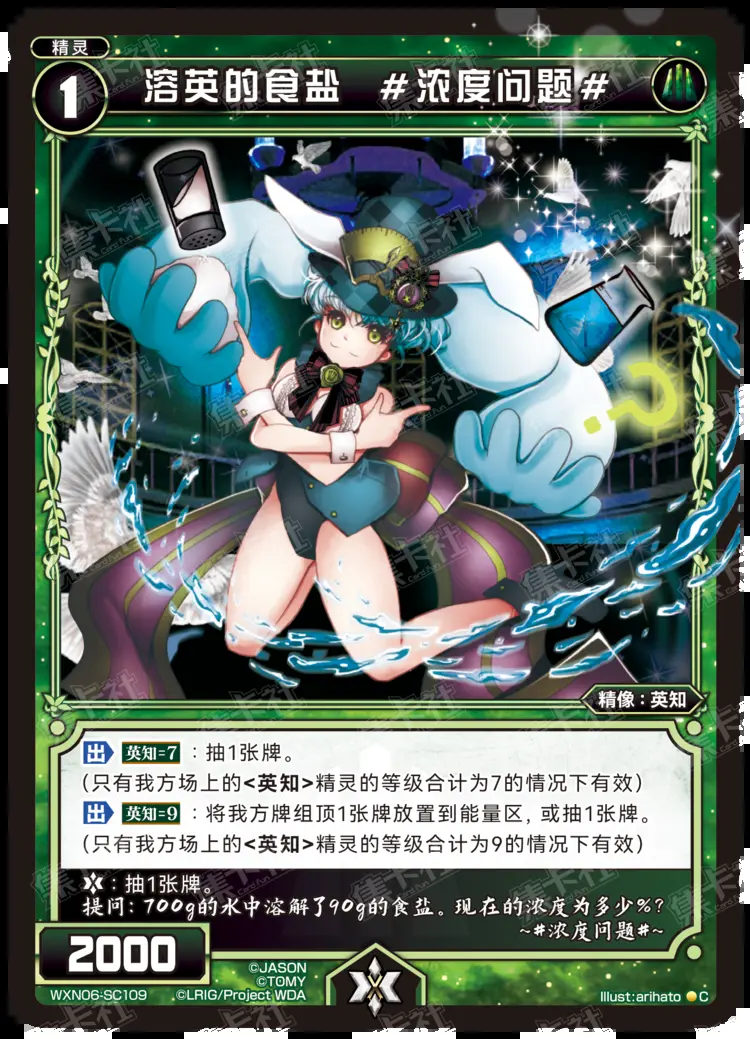 精灵
1
溶英的食盐 #浓度问题#
精像：英知
出 英知=7 ：抽1张牌。
(只有我方场上的<英知>精灵的等级合计为7的情况下有效)
出 英知=9 ：将我方牌组顶1张牌放置到能量区，或抽1张牌。
(只有我方场上的<英知>精灵的等级合计为9的情况下有效)
：抽1张牌。
提问：700g的水中溶解了90g的食盐。现在的浓度为多少%？
~#浓度问题#~
2000
©JASON
©TOMY
WXN06-SC109 ©LRIG/Project WDA
Illust:arihato C
集卡社
Card Fun